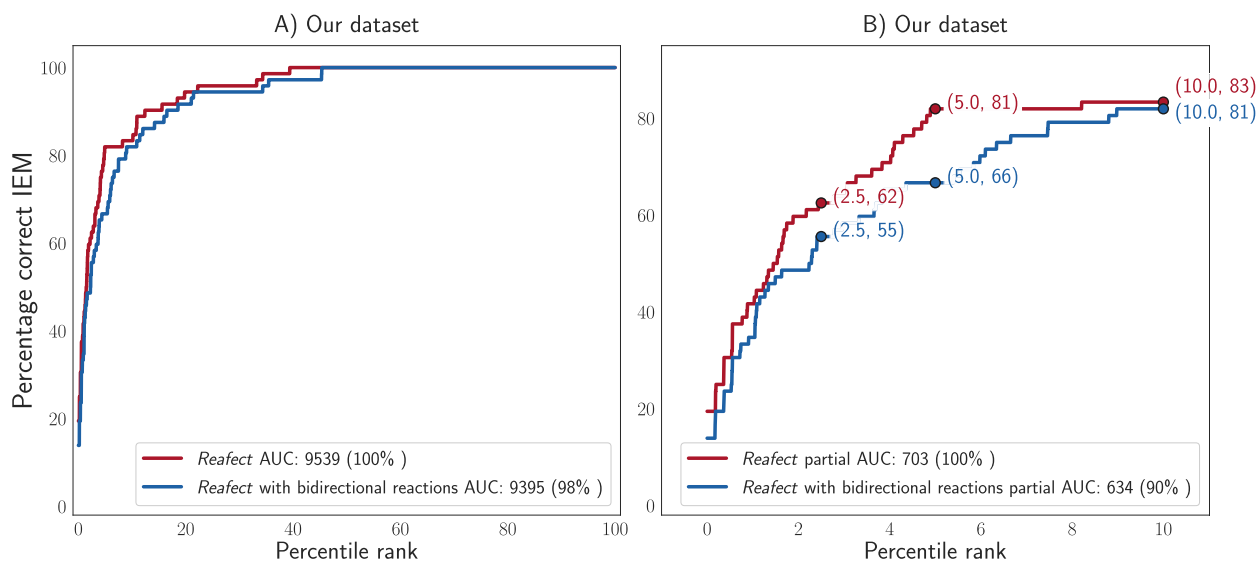 A) Our dataset
Percentage correct IEM
100
80
60
40
20
0
0 20 40 60 80 100
Percentile rank
Reafect AUC: 9539 (100% )
Reafect with bidirectional reactions AUC: 9395 (98% )
B) Our dataset
80
60
40
20
0
0 2 4 6 8 10
Percentile rank
(2.5, 62)
(5.0, 81)
(10.0, 83)
(2.5, 55)
(5.0, 66)
(10.0, 81)
Reafect partial AUC: 703 (100% )
Reafect with bidirectional reactions partial AUC: 634 (90% )